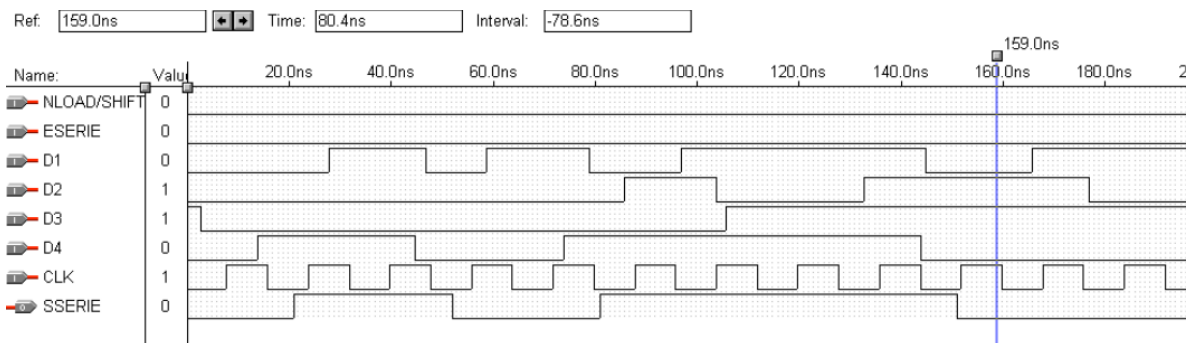 Ref: 159.0ns Time: 80.4ns Interval: -78.6ns
159.0ns
Name: Valu 20.0ns 40.0ns 60.0ns 80.0ns 100.0ns 120.0ns 140.0ns 160.0ns 180.0ns 2
NLOAD/SHIFT 0
ESERIE 0
D1 0
D2 1
D3 1
D4 0
CLK 1
SSERIE 0